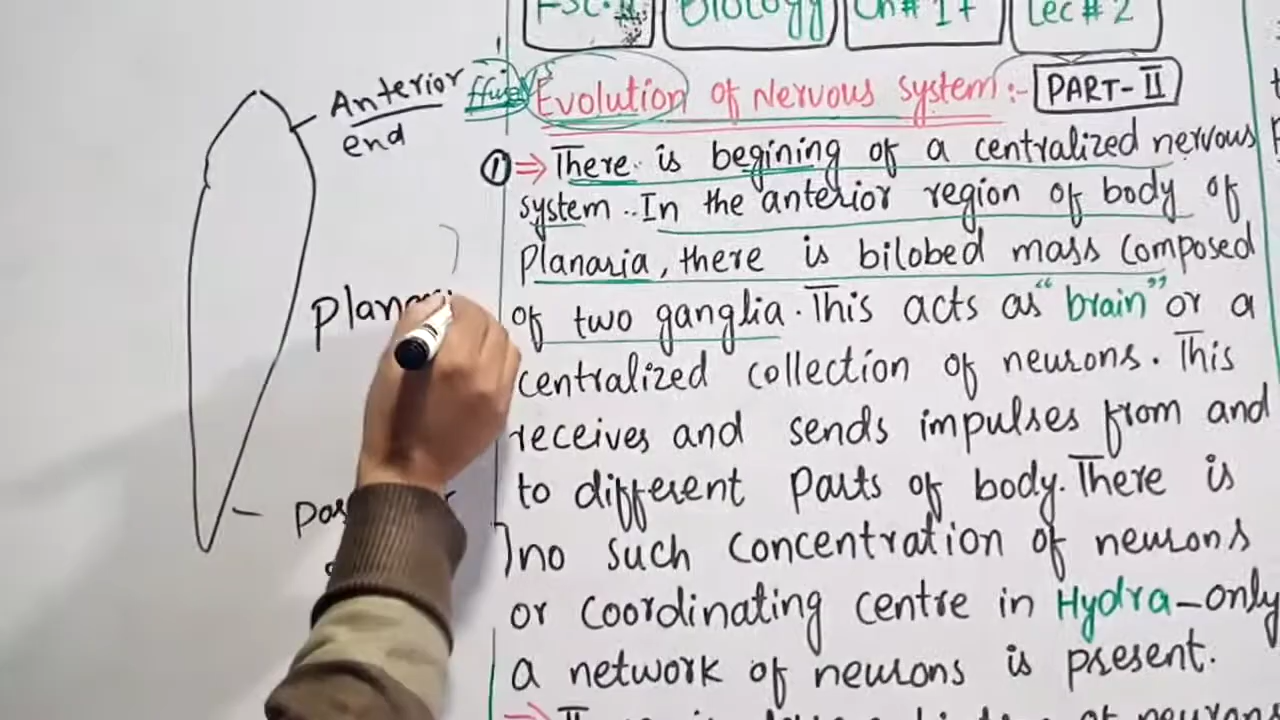 Biology
Ch # 17
Lec # 2
Evolution of Nervous system :- PART-II
① ⇒ There is begining of a centralized nervous
system.. In the anterior region of body of
Planaria, there is bilobed mass composed
of two ganglia. This acts as "brain" or a
centralized collection of neurons. This
receives and sends impulses from and
to different parts of body. There is
no such concentration of neurons
or coordinating centre in Hydra - only
a network of neurons is present.
Anterior
end